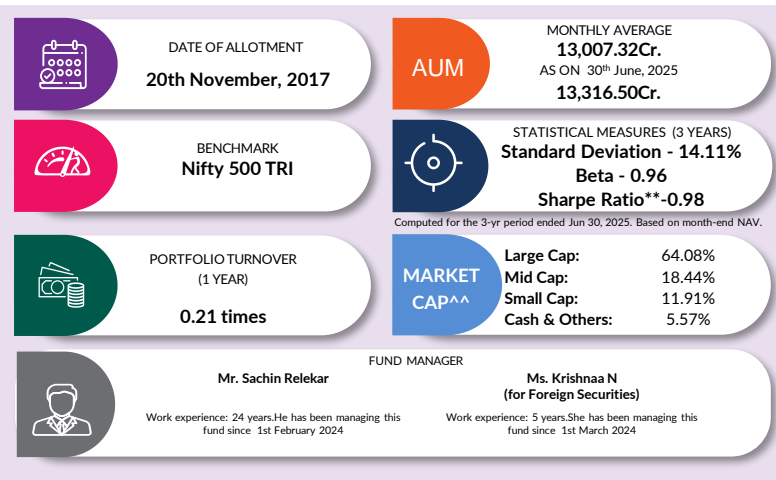 DATE OF ALLOTMENT
20th November, 2017
AUM
MONTHLY AVERAGE
13,007.32Cr.
AS ON 30th June, 2025
13,316.50Cr.
BENCHMARK
Nifty 500 TRI
STATISTICAL MEASURES (3 YEARS)
Standard Deviation - 14.11%
Beta - 0.96
Sharpe Ratio**-0.98
Computed for the 3-yr period ended Jun 30, 2025. Based on month-end NAV.
PORTFOLIO TURNOVER
(1 YEAR)
0.21 times
MARKET
CAP^^
Large Cap: 64.08%
Mid Cap: 18.44%
Small Cap: 11.91%
Cash & Others: 5.57%
FUND MANAGER
Mr. Sachin Relekar
Work experience: 24 years.He has been managing this
fund since 1st February 2024
Ms. Krishnaa N
(for Foreign Securities)
Work experience: 5 years.She has been managing this
fund since 1st March 2024